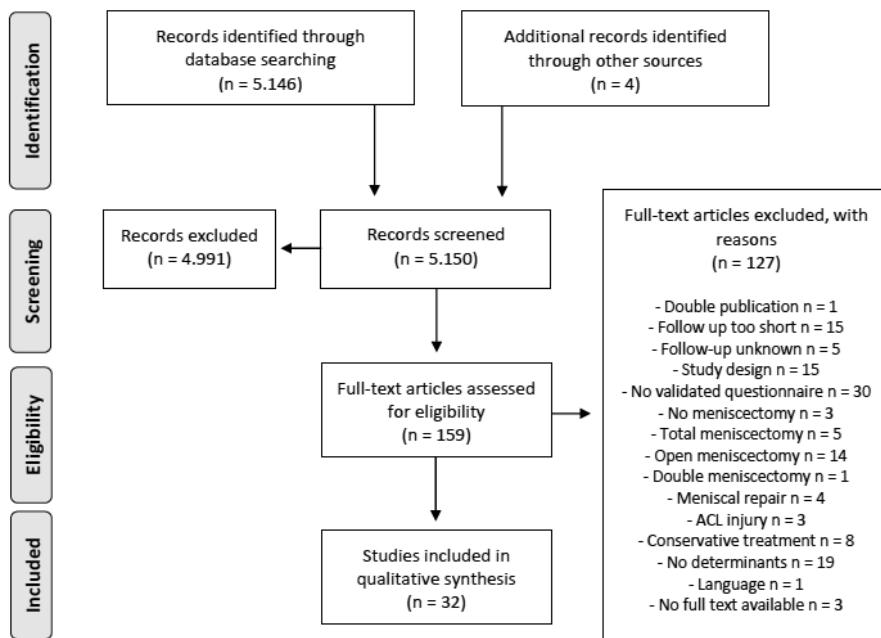 Identification
Records identified through
database searching
(n = 5.146)
Additional records identified
through other sources
(n = 4)
Screening
Records excluded
(n = 4.991)
Records screened
(n = 5.150)
Eligibility
Full-text articles assessed
for eligibility
(n = 159)
Full-text articles excluded, with
reasons
(n = 127)
- Double publication n = 1
- Follow up too short n = 15
- Follow-up unknown n = 5
- Study design n = 15
- No validated questionnaire n = 30
- No meniscectomy n = 3
- Total meniscectomy n = 5
- Open meniscectomy n = 14
- Double meniscectomy n = 1
- Meniscal repair n = 4
- ACL injury n = 3
- Conservative treatment n = 8
- No determinants n = 19
- Language n = 1
- No full text available n = 3
Included
Studies included in
qualitative synthesis
(n = 32)